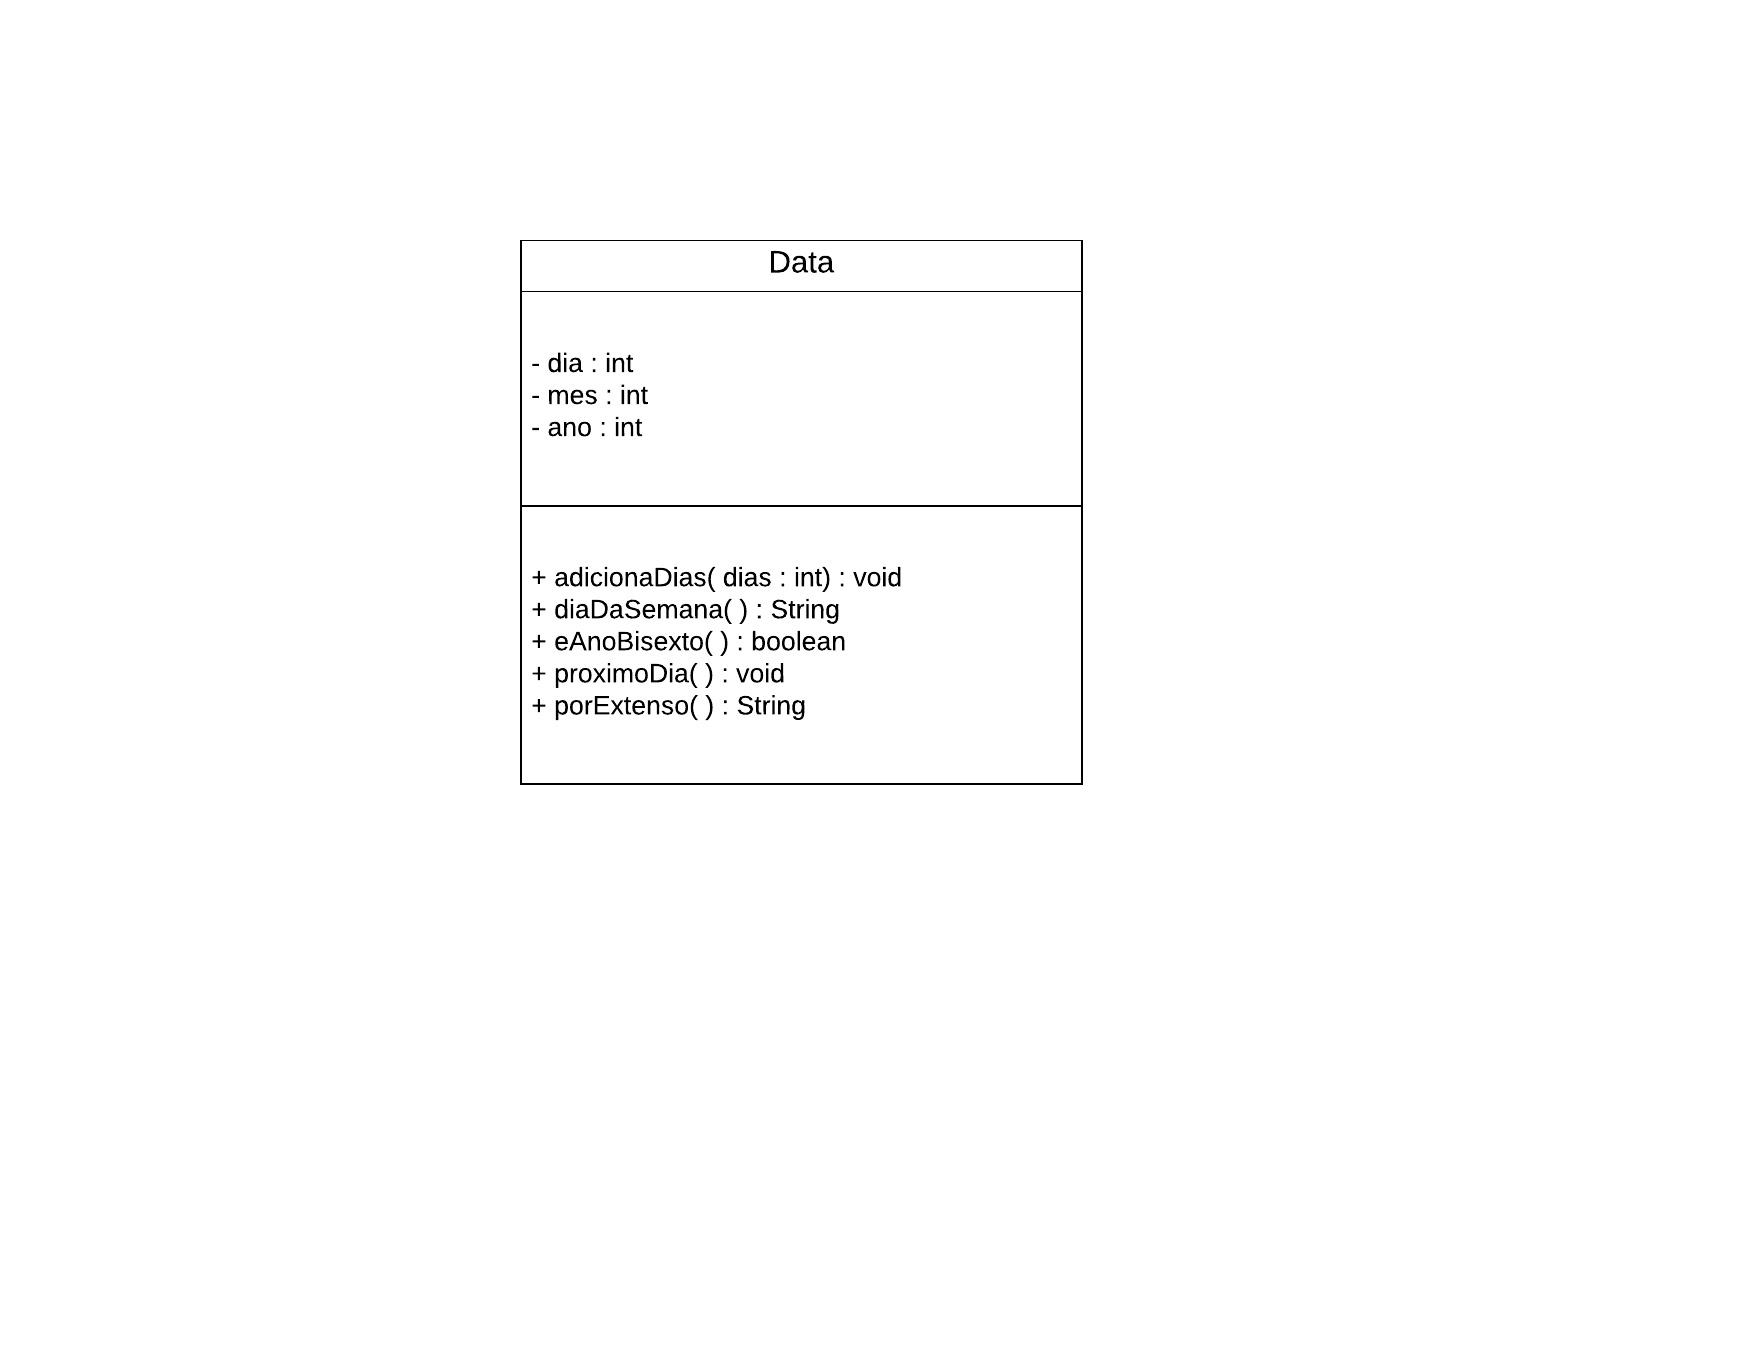 Data
- dia : int
- mes : int
- ano : int
+ adicionaDias( dias : int) : void
+ diaDaSemana( ) : String
+ eAnoBisexto( ) : boolean
+ proximoDia( ) : void
+ porExtenso( ) : String